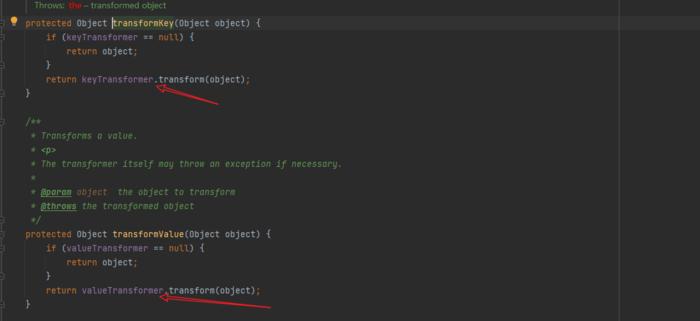 Throws: the – transformed object
protected Object transformKey(Object object) {
if (keyTransformer == null) {
return object;
}
return keyTransformer.transform(object);
}
/**
* Transforms a value.
* <p>
* The transformer itself may throw an exception if necessary.
*
* @param object  the object to transform
* @throws the transformed object
*/
protected Object transformValue(Object object) {
if (valueTransformer == null) {
return object;
}
return valueTransformer.transform(object);
}